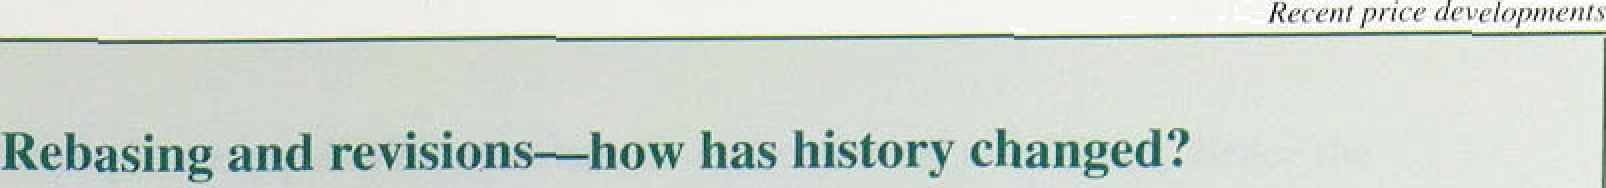 Recent price developments
Rebasing and revisions—how has history changed?